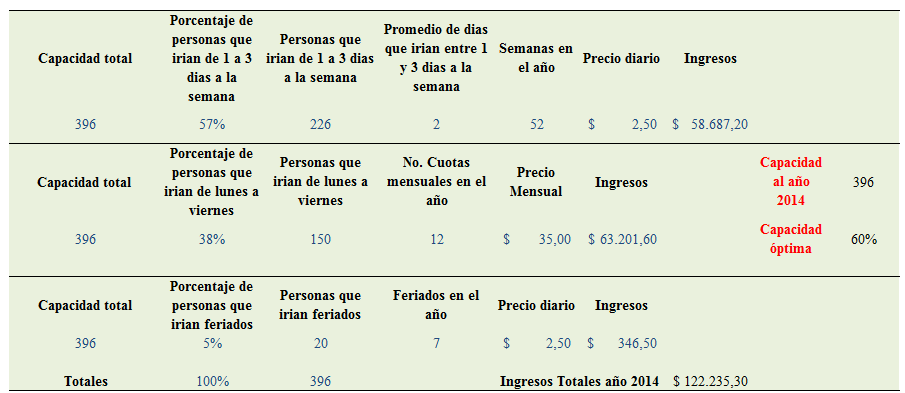 Capacidad total | Porcentaje de personas que irian de 1 a 3 dias a la semana | Personas que irian de 1 a 3 dias a la semana | Promedio de dias que irian entre 1 y 3 dias a la semana | Semanas en el año | Precio diario | Ingresos
396 | 57% | 226 | 2 | 52 | $ 2,50 | $ 58.687,20
Capacidad total | Porcentaje de personas que irian de lunes a viernes | Personas que irian de lunes a viernes | No. Cuotas mensuales en el año | Precio Mensual | Ingresos | Capacidad al año 2014 | 396
396 | 38% | 150 | 12 | $ 35,00 | $ 63.201,60 | Capacidad óptima | 60%
Capacidad total | Porcentaje de personas que irian feriados | Personas que irian feriados | Feriados en el año | Precio diario | Ingresos
396 | 5% | 20 | 7 | $ 2,50 | $ 346,50
Totales | 100% | 396 | Ingresos Totales año 2014 | $ 122.235,30